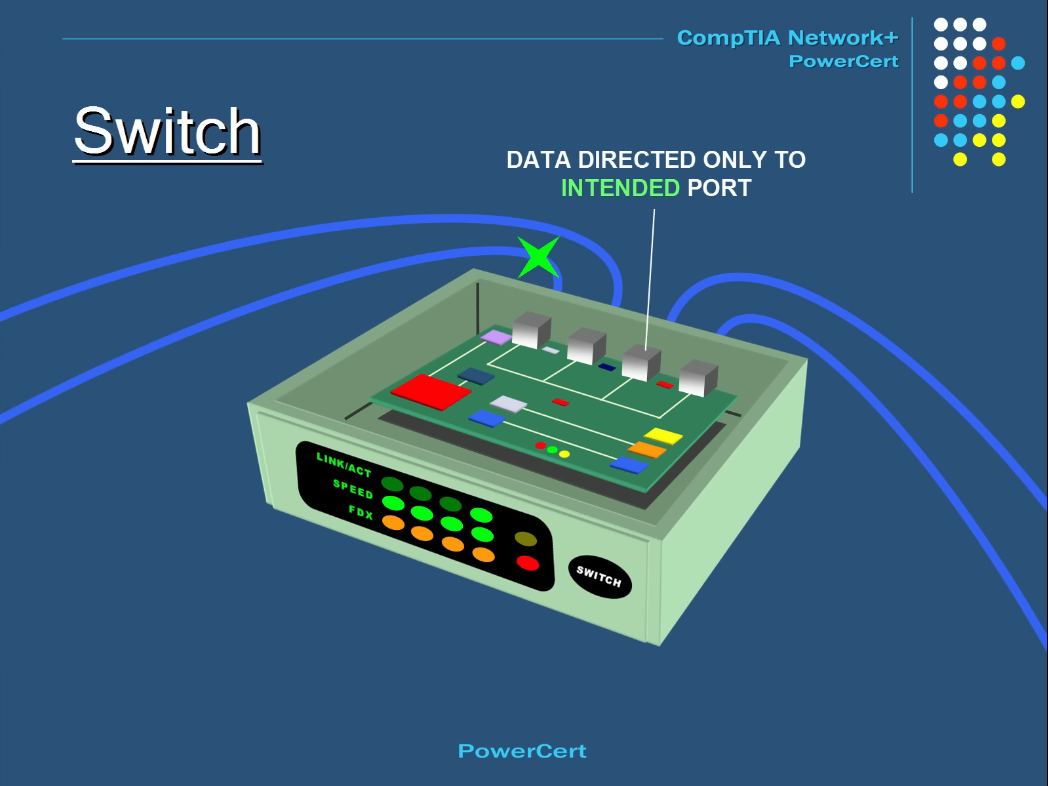 CompTIA Network+
PowerCert
Switch
DATA DIRECTED ONLY TO
INTENDED PORT
LINK/ACT
SPEED
FDX
SWITCH
PowerCert